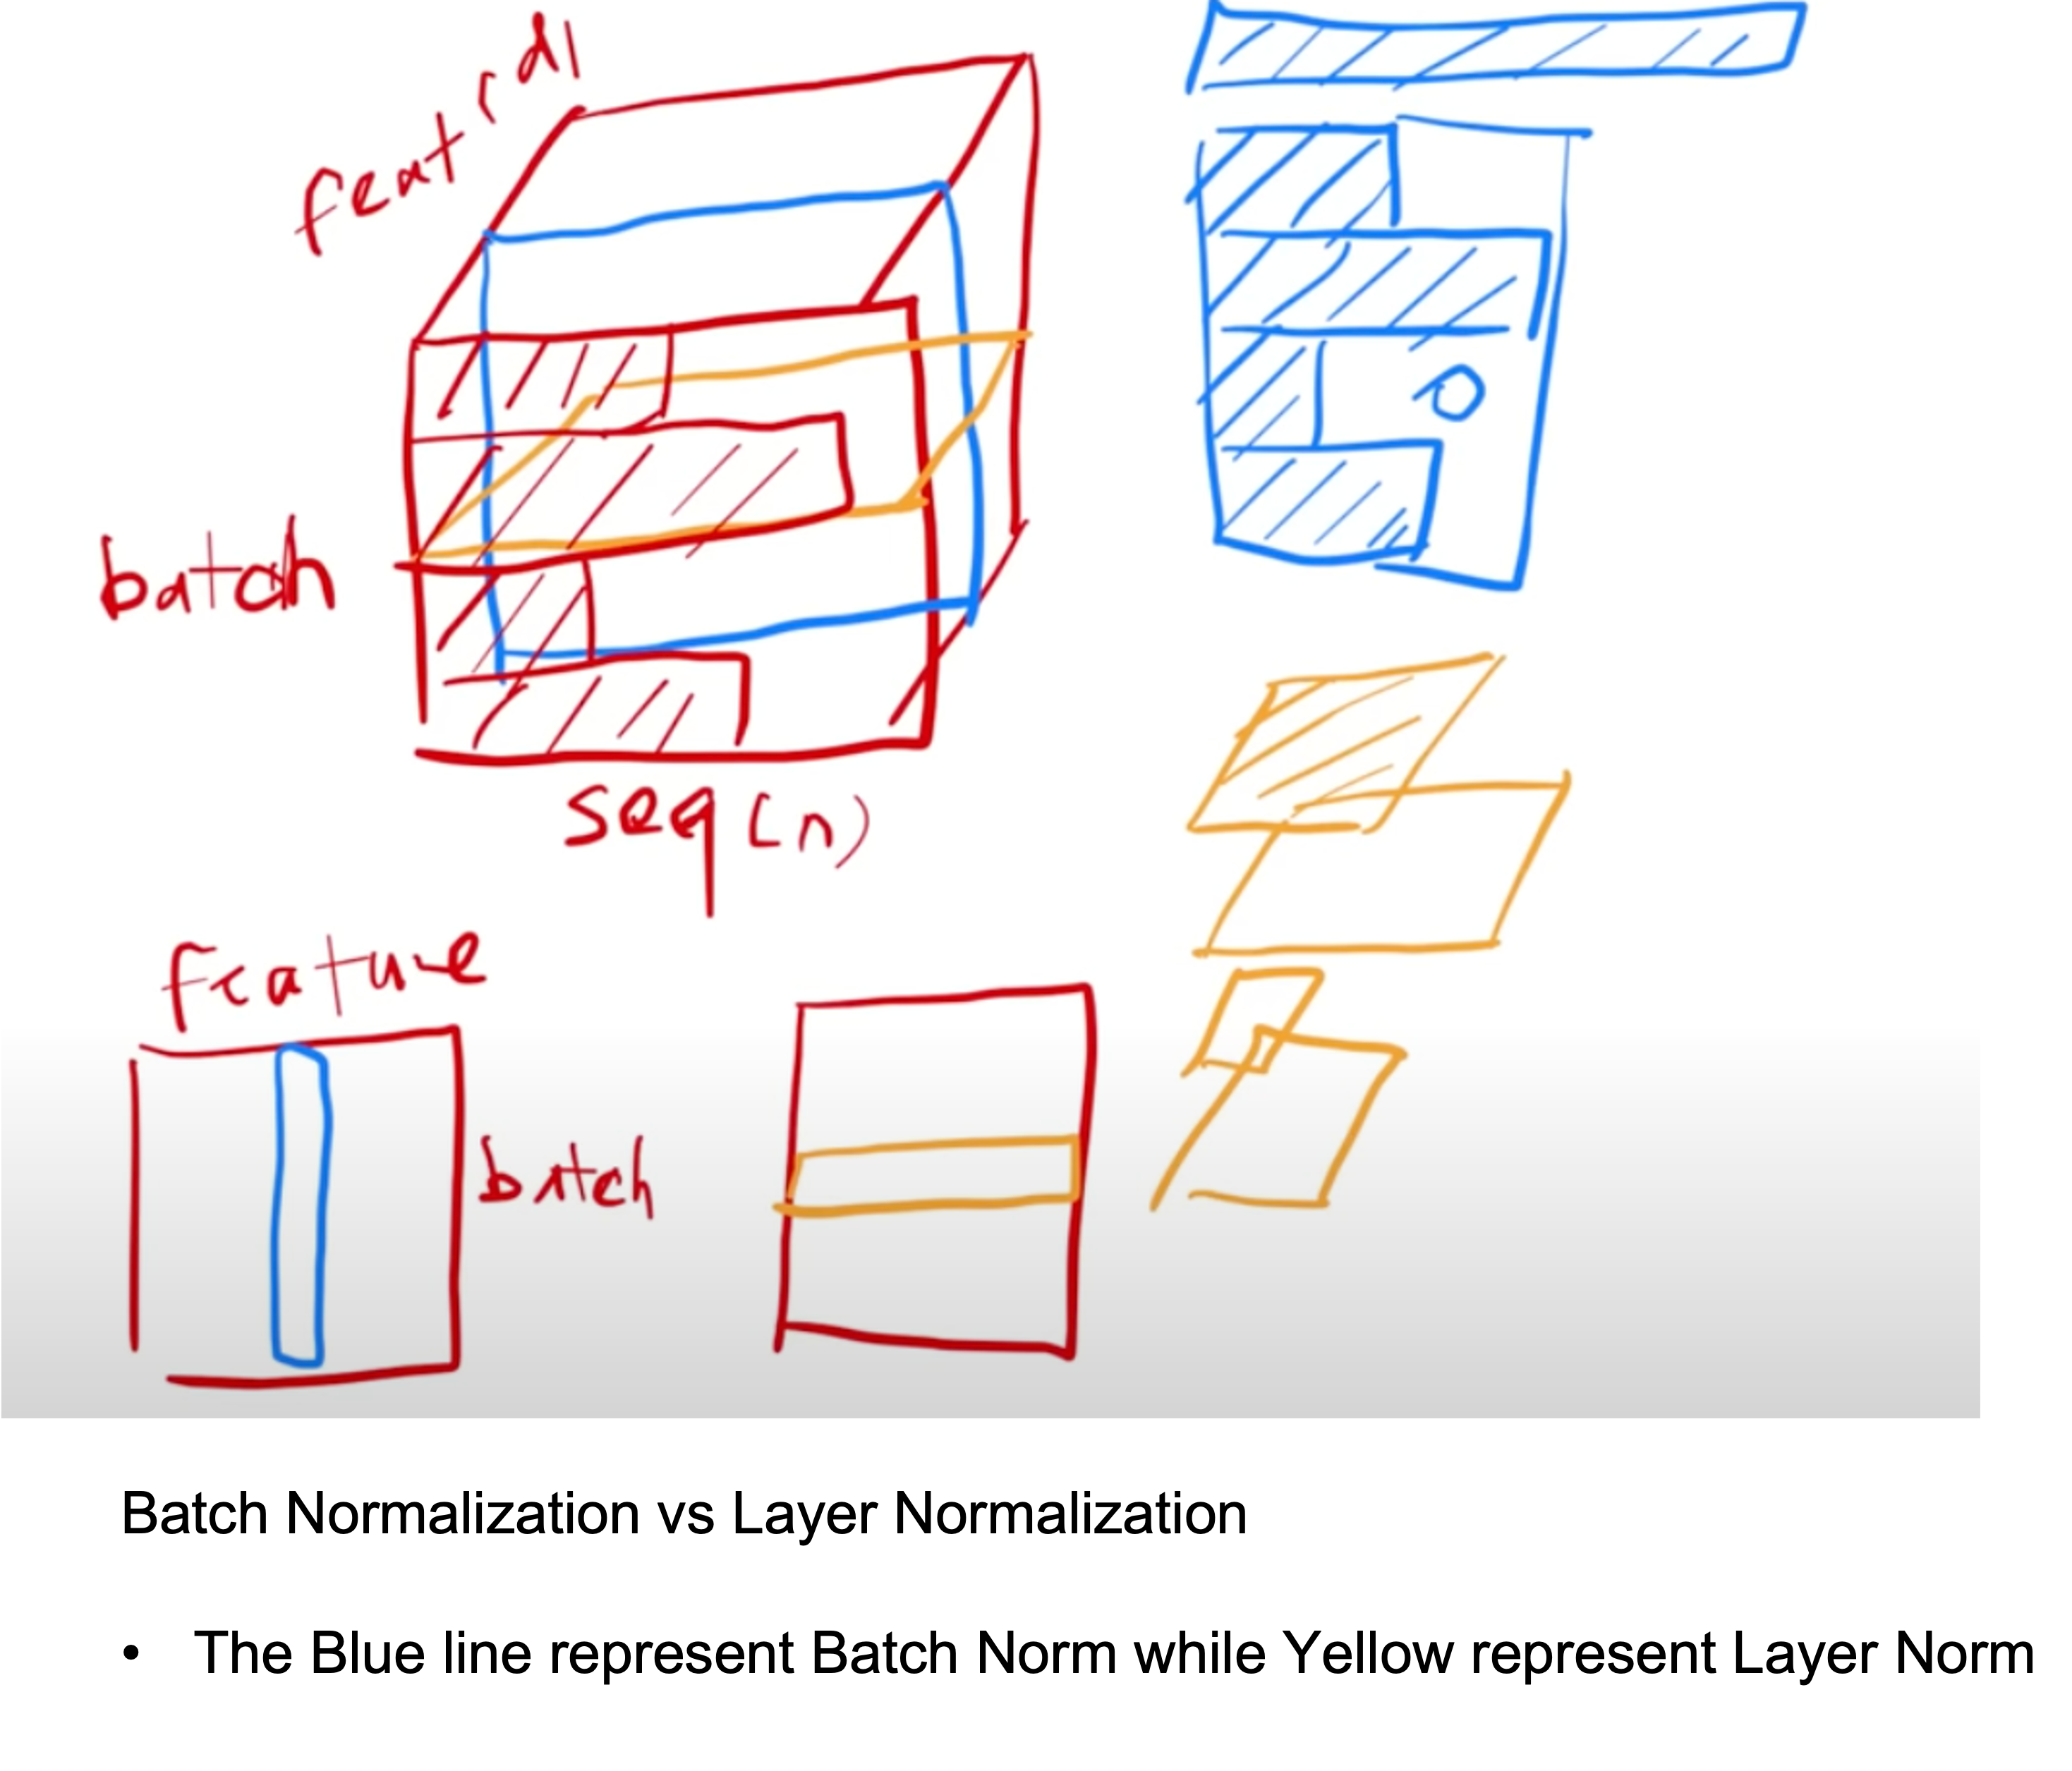 feat(d)
batch
seq(n)
feature
batch
0
Batch Normalization vs Layer Normalization
• The Blue line represent Batch Norm while Yellow represent Layer Norm